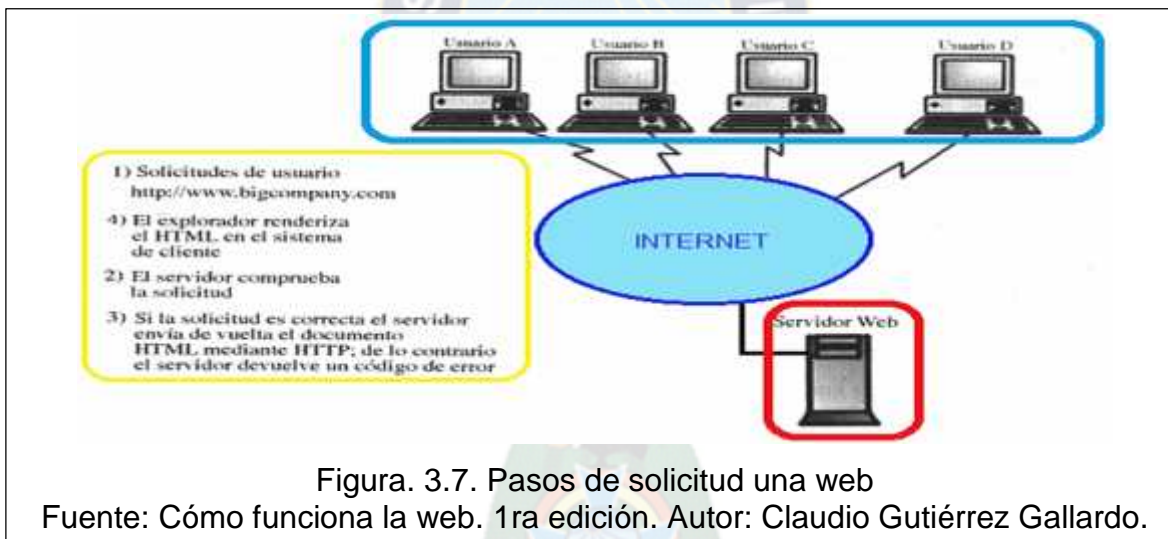 Usuario A Usuario B Usuario C Usuario D
1) Solicitudes de usuario
http://www.bigcompany.com
4) El explorador renderiza
el HTML en el sistema
de cliente
2) El servidor comprueba
la solicitud
3) Si la solicitud es correcta el servidor
envía de vuelta el documento
HTML mediante HTTP; de lo contrario
el servidor devuelve un código de error
INTERNET
Servidor Web
Figura. 3.7. Pasos de solicitud una web
Fuente: Cómo funciona la web. 1ra edición. Autor: Claudio Gutiérrez Gallardo.